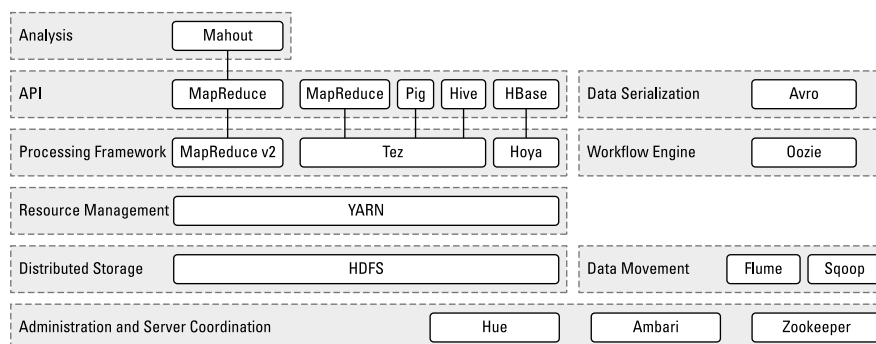 Analysis Mahout
API MapReduce MapReduce Pig Hive HBase Data Serialization Avro
Processing Framework MapReduce v2 Tez Hoya Workflow Engine Oozie
Resource Management YARN
Distributed Storage HDFS Data Movement Flume Sqoop
Administration and Server Coordination Hue Ambari Zookeeper